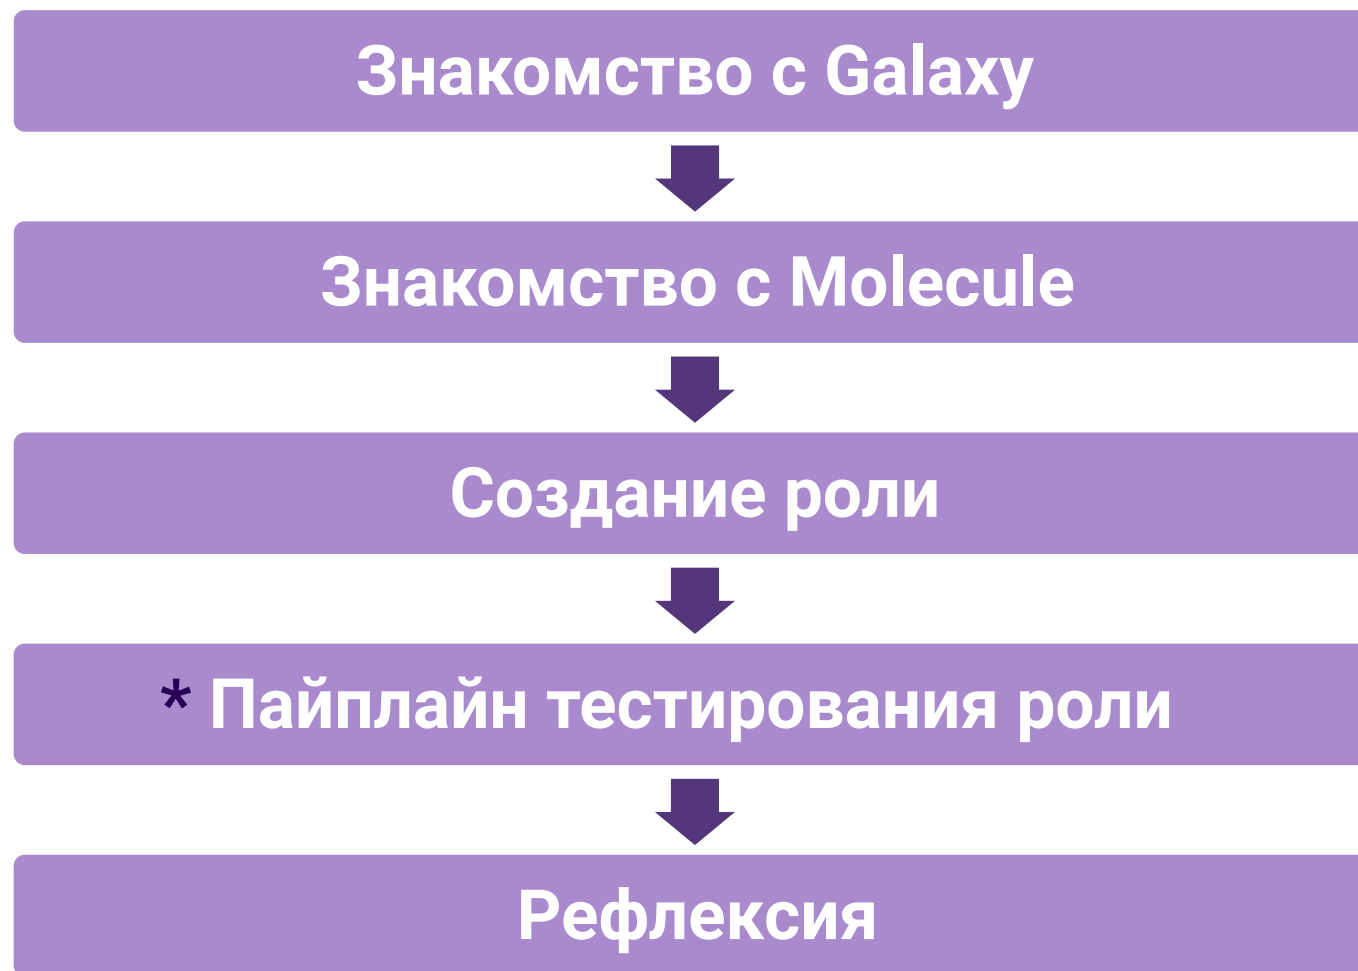 Знакомство с Galaxy
Знакомство с Molecule
Создание роли
* Пайплайн тестирования роли
Рефлексия